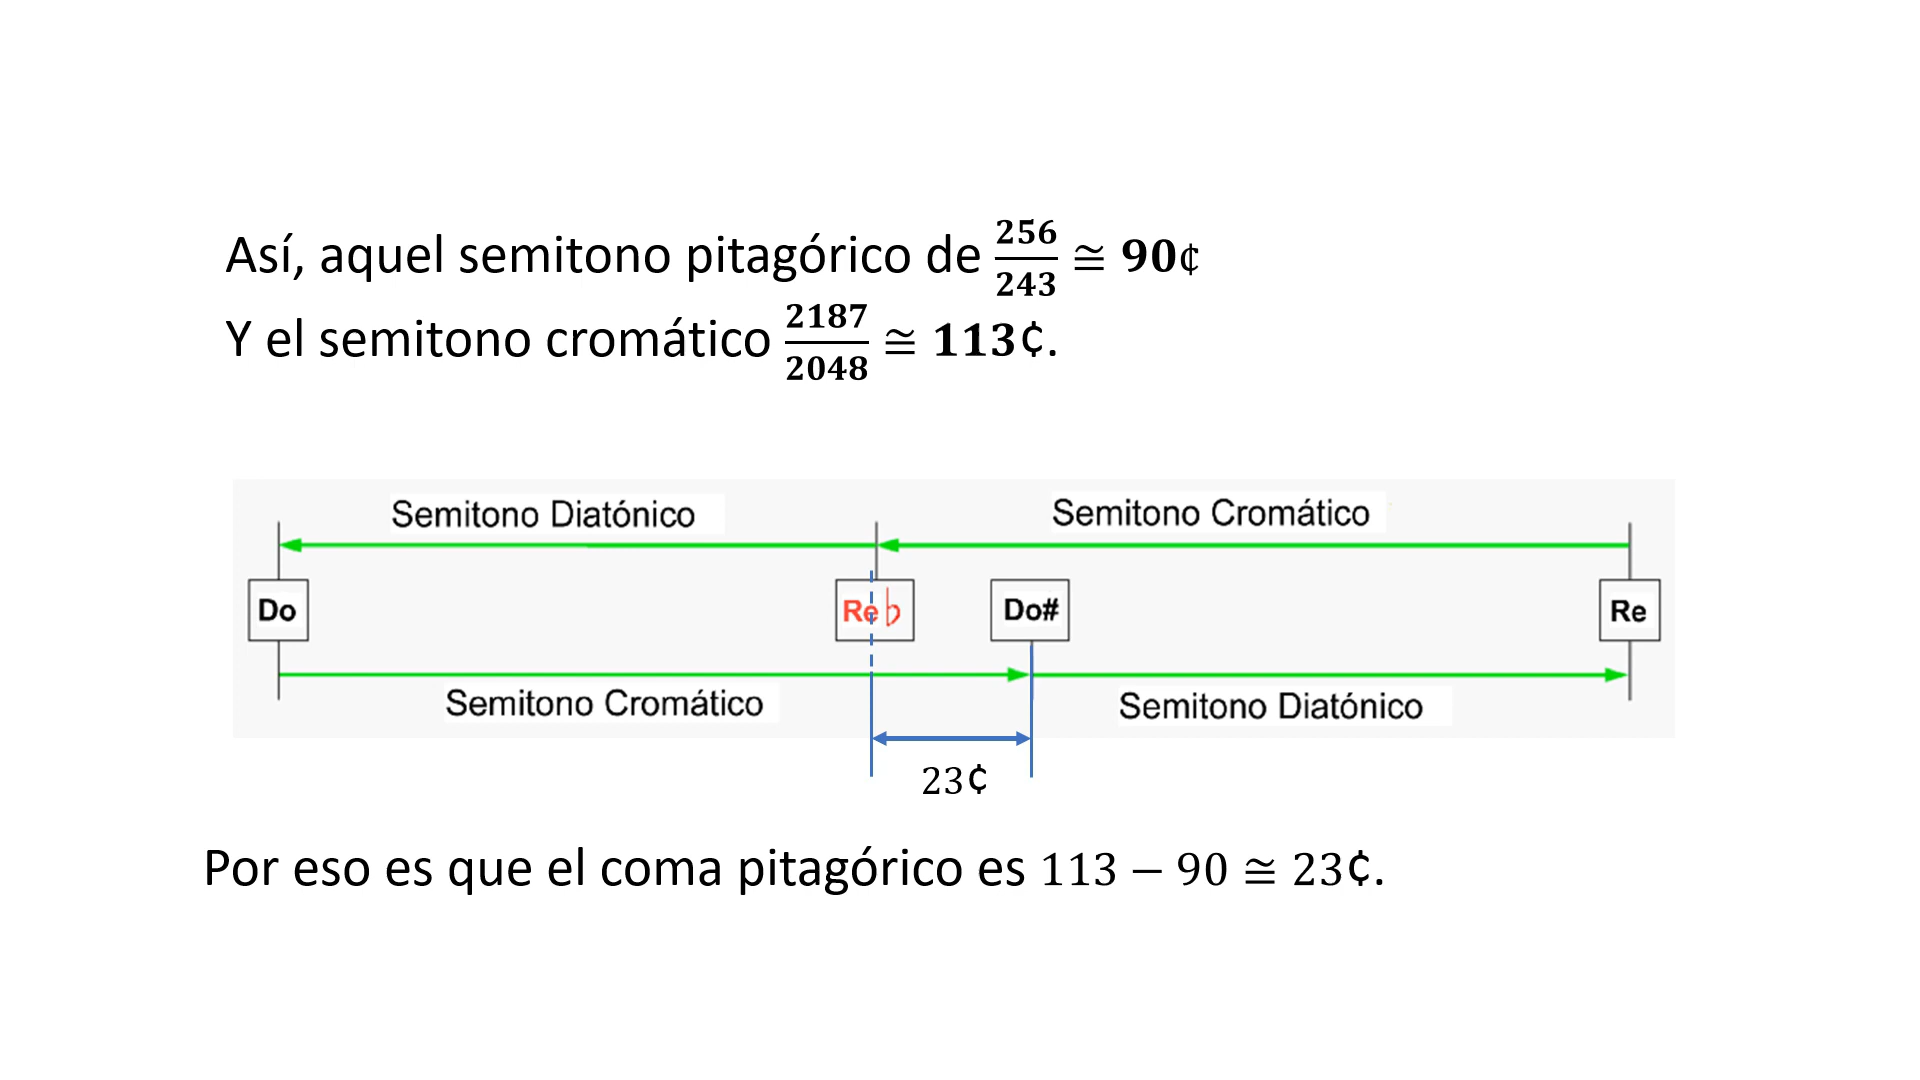 Así, aquel semitono pitagórico de 256/243 ≅ 90¢
Y el semitono cromático 2187/2048 ≅ 113₵.
Semitono Diatónico
Semitono Cromático
Do
Re♭
Do#
Re
Semitono Cromático
Semitono Diatónico
23₵
Por eso es que el coma pitagórico es 113 − 90 ≅ 23₵.